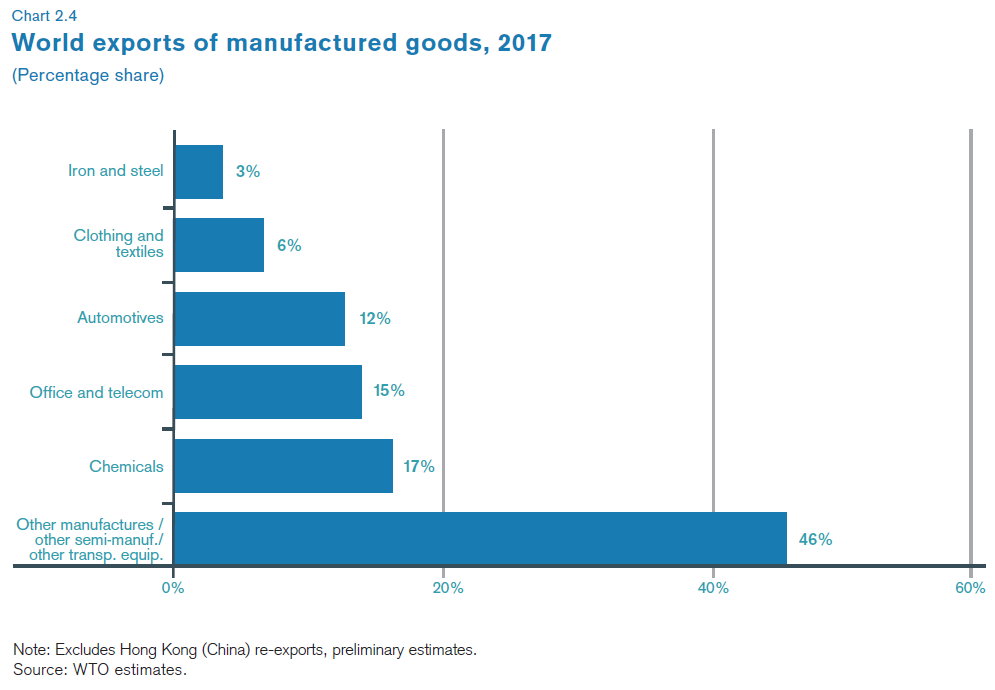 Chart 2.4
World exports of manufactured goods, 2017
(Percentage share)
Iron and steel
3%
Clothing and
textiles
6%
Automotives
12%
Office and telecom
15%
Chemicals
17%
Other manufactures /
other semi-manuf./
other transp. equip.
46%
0%
20%
40%
60%
Note: Excludes Hong Kong (China) re-exports, preliminary estimates.
Source: WTO estimates.